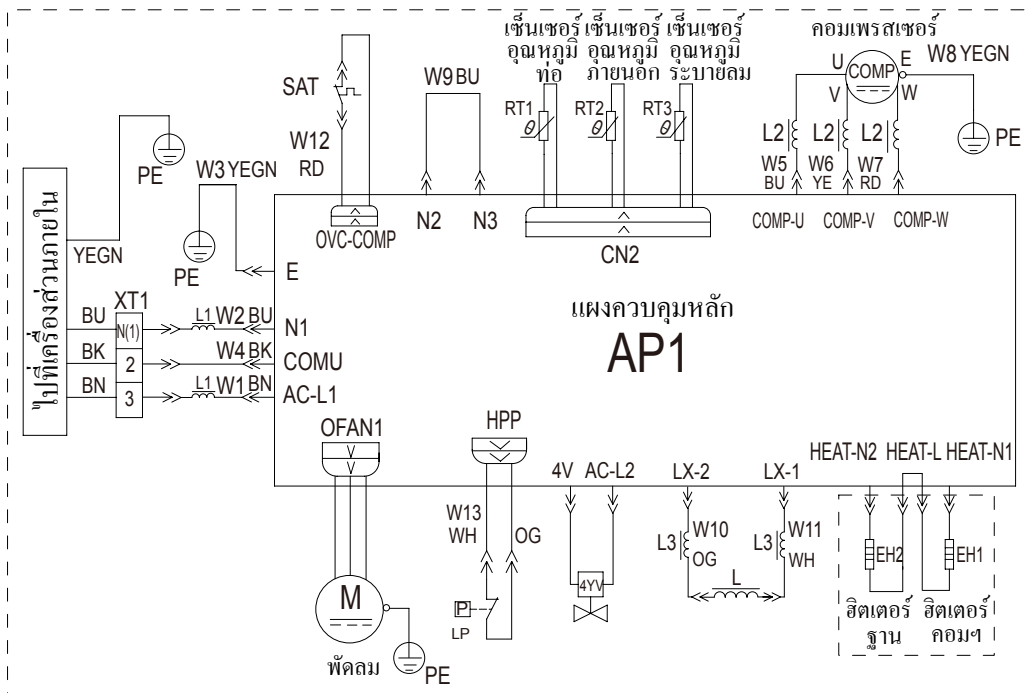 เซ็นเซอร์ เซ็นเซอร์ เซ็นเซอร์
อุณหภูมิ อุณหภูมิ อุณหภูมิ
ท่อ ภายนอก ระบายลม
คอมเพรสเซอร์
U COMP E W8 YEGN
V W
PE
SAT
W9 BU
W12
RD
RT1 RT2 RT3
L2 L2 L2
W5 W6 W7
BU YE RD
PE
W3 YEGN
OVC-COMP
N2 N3
CN2
COMP-U COMP-V COMP-W
ไปที่เครื่องส่วนภายใน
YEGN
PE
E
XT1
BU N(1) L1 W2 BU N1
BK 2 W4 BK COMU
BN 3 L1 W1 BN AC-L1
แผงควบคุมหลัก
AP1
OFAN1
HPP
4V AC-L2
LX-2 LX-1
HEAT-N2 HEAT-L HEAT-N1
W13
WH
OG
L3 W10
OG
L3 W11
WH
L
4YV
EH2 EH1
M
P
LP
PE
พัดลม
ฮีตเตอร์ ฮีตเตอร์
ฐาน คอมฯ